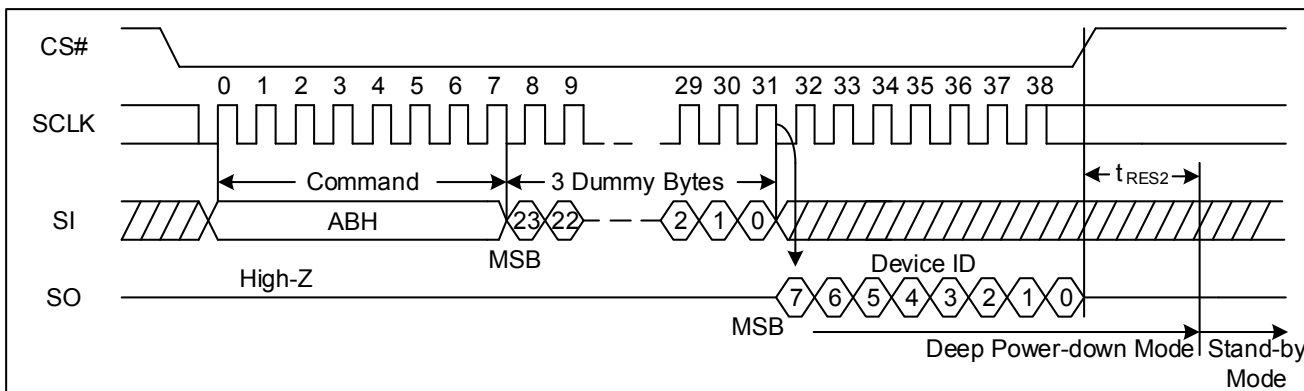 CS#
0 1 2 3 4 5 6 7 8 9 29 30 31 32 33 34 35 36 37 38
SCLK
Command 3 Dummy Bytes tRES2
SI ABH 23 22 2 1 0
MSB Device ID
High-Z
SO 7 6 5 4 3 2 1 0
MSB
Deep Power-down Mode Stand-by
Mode